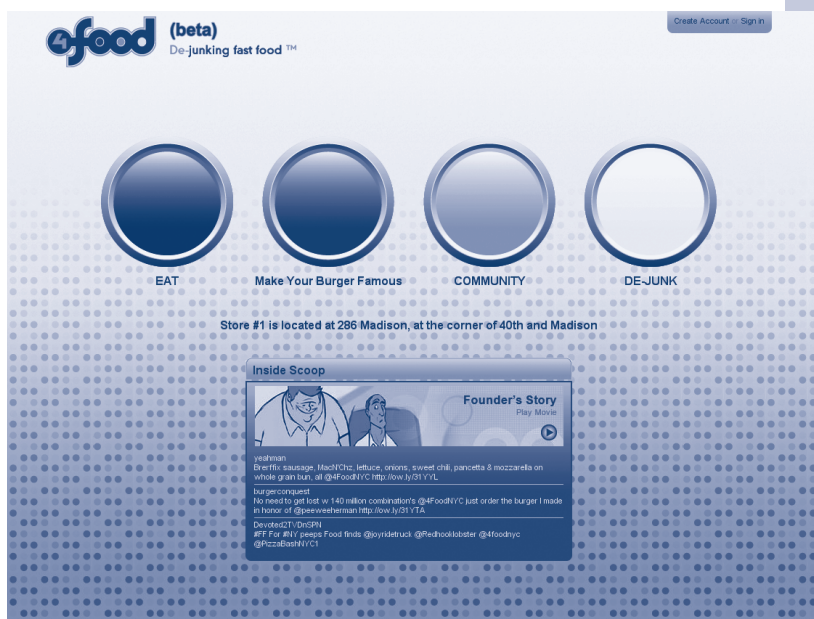 4food
(beta)
De-junking fast food ™
Create Account or Sign in
EAT
Make Your Burger Famous
COMMUNITY
DE-JUNK
Store #1 is located at 286 Madison, at the corner of 40th and Madison
Inside Scoop
Founder's Story
Play Movie
yeahman
Brerffix sausage, MacN'Chz, lettuce, onions, sweet chili, pancetta & mozzarella on
whole grain bun, all @4FoodNYC http://ow.ly/31YYL
burgerconquest
No need to get lost w 140 million combination's @4FoodNYC just order the burger I made
in honor of @peeweeherman http://ow.ly/31YTA
Devoted2TVDnSPN
#FF For #NY peeps Food finds @joyridetruck @Redhooklobster @4foodnyc
@PizzaBashNYC1